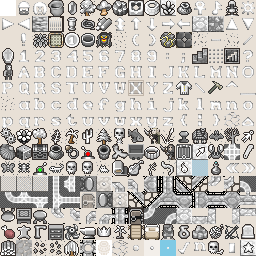 1 2 3 4 5 6 7 8 9
A B C D E F G H I J K L M N O
P Q R S T U V W X Y Z
a b c d e f g h i j k l m n o
p q r s t u v w x y z